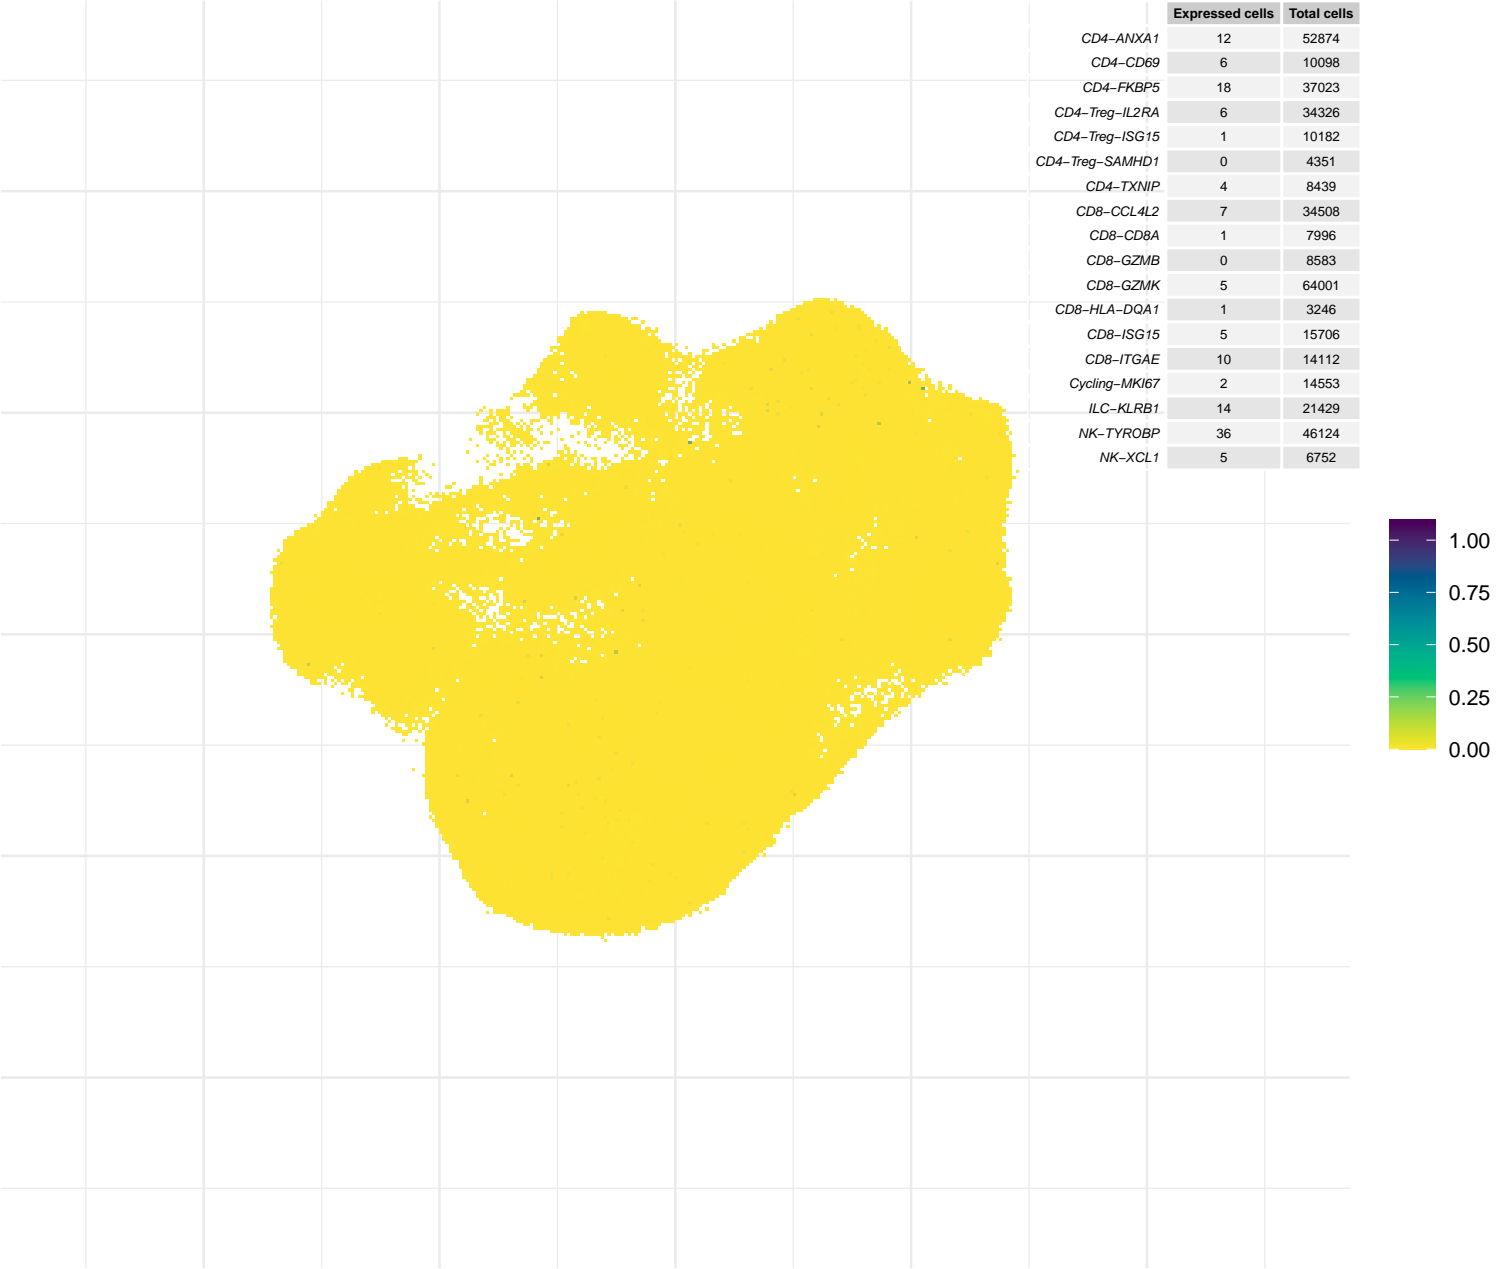 Expressed cells Total cells
CD4−ANXA1 12 52874
CD4−CD69 6 10098
CD4−FKBP5 18 37023
CD4−Treg−IL2RA 6 34326
CD4−Treg−ISG15 1 10182
CD4−Treg−SAMHD1 0 4351
CD4−TXNIP 4 8439
CD8−CCL4L2 7 34508
CD8−CD8A 1 7996
CD8−GZMB 0 8583
CD8−GZMK 5 64001
CD8−HLA−DQA1 1 3246
CD8−ISG15 5 15706
CD8−ITGAE 10 14112
Cycling−MKI67 2 14553
ILC−KLRB1 14 21429
NK−TYROBP 36 46124
NK−XCL1 5 6752
1.00
0.75
0.50
0.25
0.00